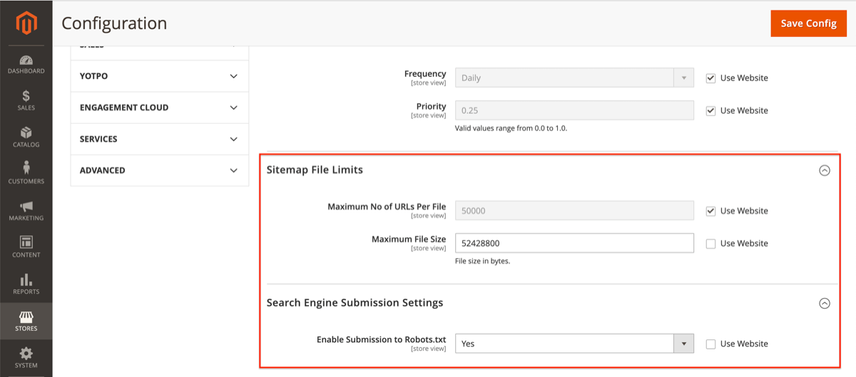 Configuration
Save Config
DASHBOARD
SALES
CATALOG
CUSTOMERS
MARKETING
CONTENT
REPORTS
STORES
SYSTEM
SALES
YOTPO
ENGAGEMENT CLOUD
SERVICES
ADVANCED
Frequency
[store view]
Daily
Use Website
Priority
[store view]
0.25
Use Website
Valid values range from 0.0 to 1.0.
Sitemap File Limits
Maximum No of URLs Per File
[store view]
50000
Use Website
Maximum File Size
[store view]
52428800
Use Website
File size in bytes.
Search Engine Submission Settings
Enable Submission to Robots.txt
[store view]
Yes
Use Website